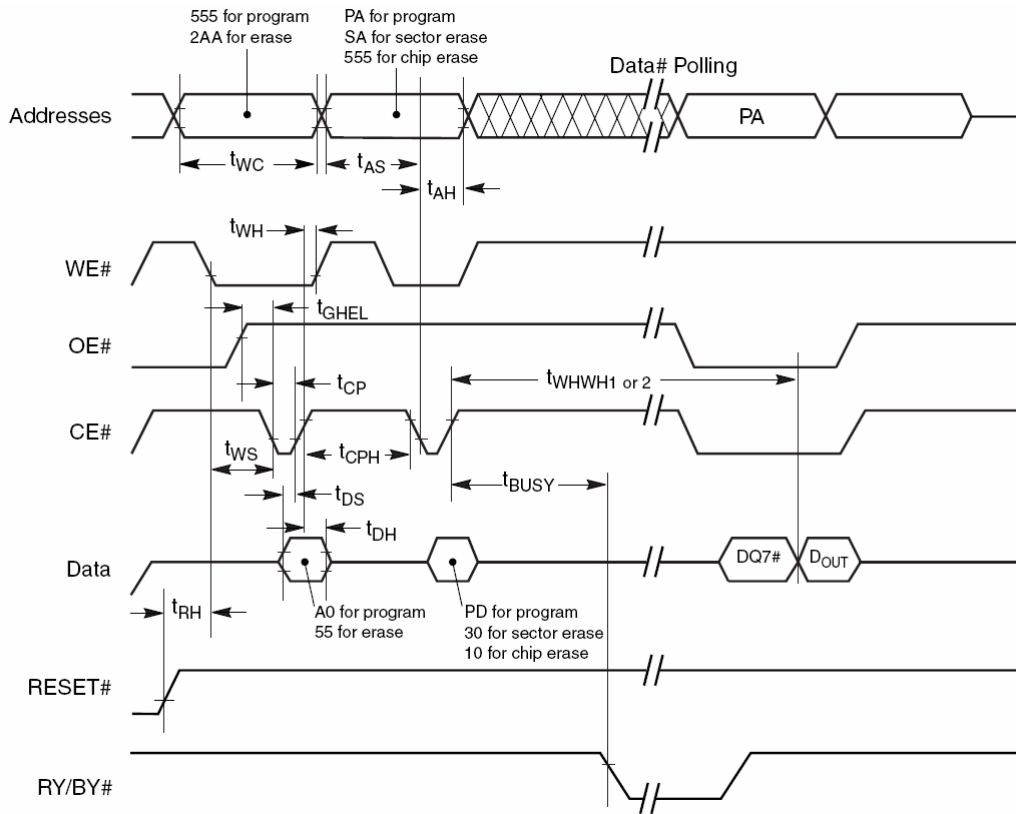 555 for program
2AA for erase
PA for program
SA for sector erase
555 for chip erase
Data# Polling
Addresses
PA
tWC
tAS
tAH
tWH
WE#
tGHEL
OE#
tCP
tWHWH1 or 2
CE#
tWS
tCPH
tBUSY
tDS
tDH
Data
DQ7#
DOUT
tRH
A0 for program
55 for erase
PD for program
30 for sector erase
10 for chip erase
RESET#
RY/BY#